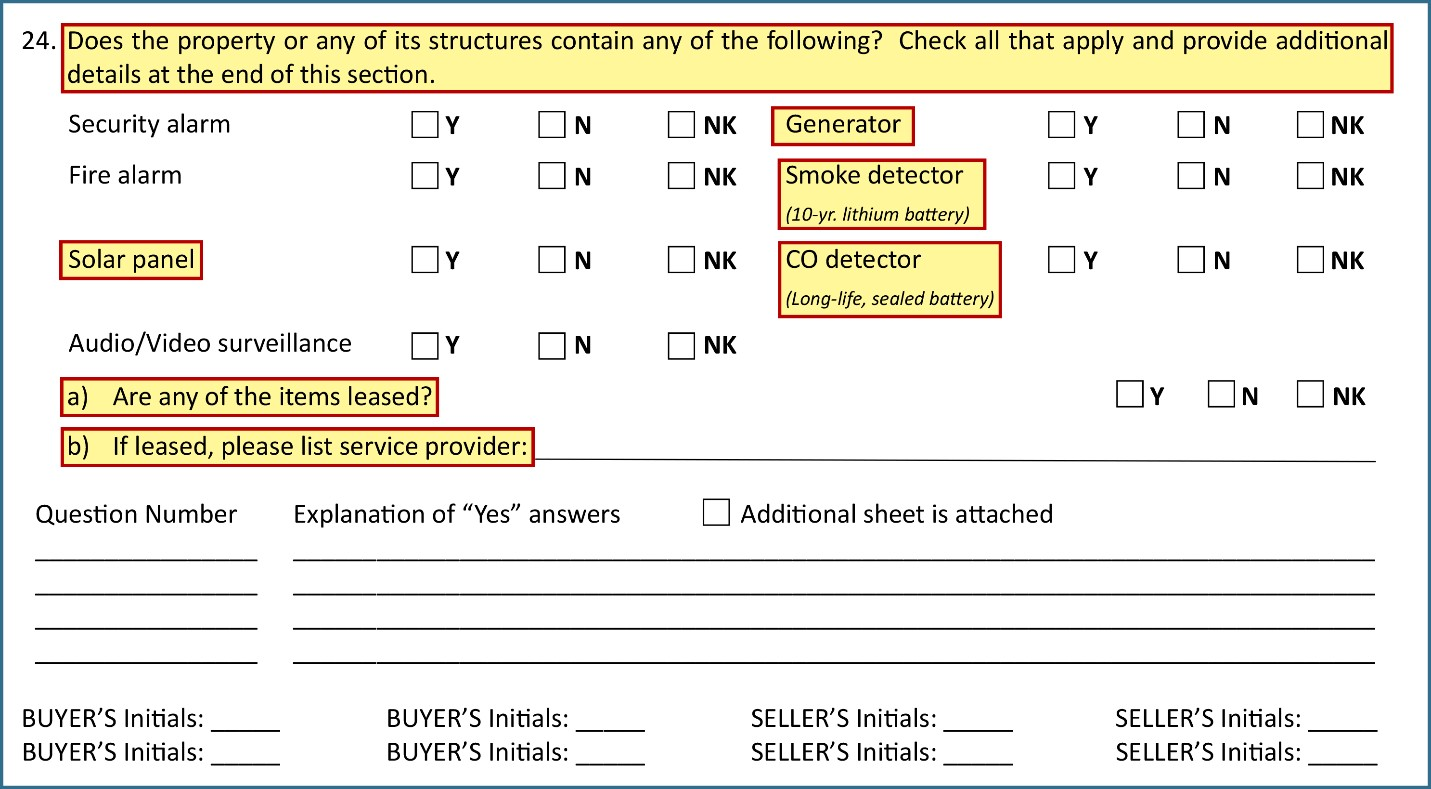 24. Does the property or any of its structures contain any of the following? Check all that apply and provide additional
details at the end of this section.
Security alarm Y N NK Generator Y N NK
Fire alarm Y N NK Smoke detector Y N NK
(10-yr. lithium battery)
Solar panel Y N NK CO detector Y N NK
(Long-life, sealed battery)
Audio/Video surveillance Y N NK
a) Are any of the items leased? Y N NK
b) If leased, please list service provider:
Question Number Explanation of “Yes” answers Additional sheet is attached
BUYER’S Initials: BUYER’S Initials: SELLER’S Initials: SELLER’S Initials:
BUYER’S Initials: BUYER’S Initials: SELLER’S Initials: SELLER’S Initials: